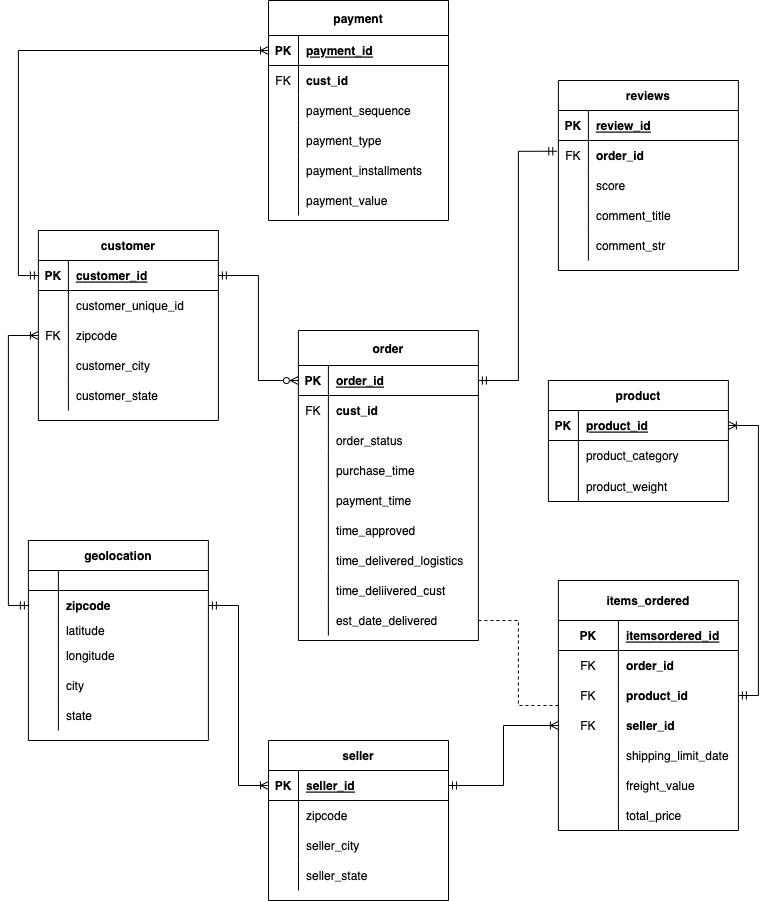 payment
PK payment_id
FK cust_id
payment_sequence
payment_type
payment_installments
payment_value
reviews
PK review_id
FK order_id
score
comment_title
comment_str
customer
PK customer_id
customer_unique_id
FK zipcode
customer_city
customer_state
order
PK order_id
FK cust_id
order_status
purchase_time
payment_time
time_approved
time_delivered_logistics
time_deliivered_cust
est_date_delivered
product
PK product_id
product_category
product_weight
geolocation
zipcode
latitude
longitude
city
state
items_ordered
PK itemsordered_id
FK order_id
FK product_id
FK seller_id
shipping_limit_date
freight_value
total_price
seller
PK seller_id
zipcode
seller_city
seller_state